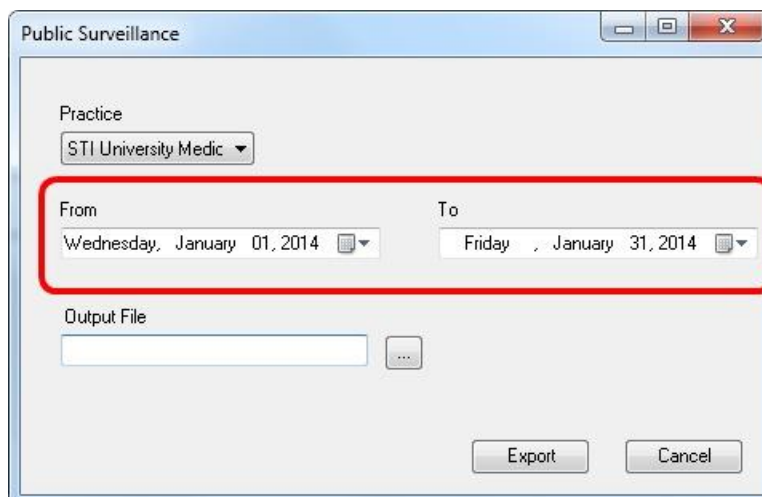 Public Surveillance
Practice
STI University Medic
From To
Wednesday, January 01, 2014 Friday , January 31, 2014
Output File
...
Export Cancel